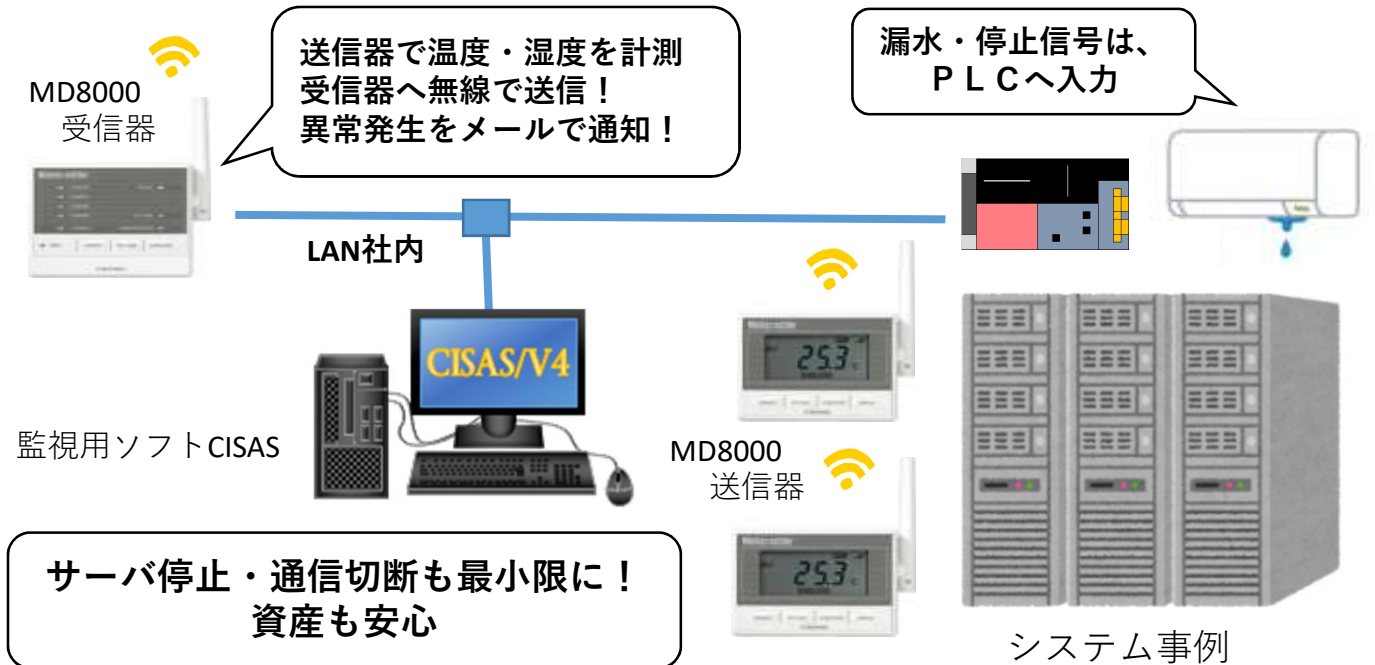 送信器で温度・湿度を計測
受信器へ無線で送信！
異常発生をメールで通知！
漏水・停止信号は、
ＰＬＣへ入力
MD8000
受信器
LAN社内
CISAS/V4
監視用ソフトCISAS
25.3
MD8000
送信器
25.3
サーバ停止・通信切断も最小限に！
資産も安心
システム事例